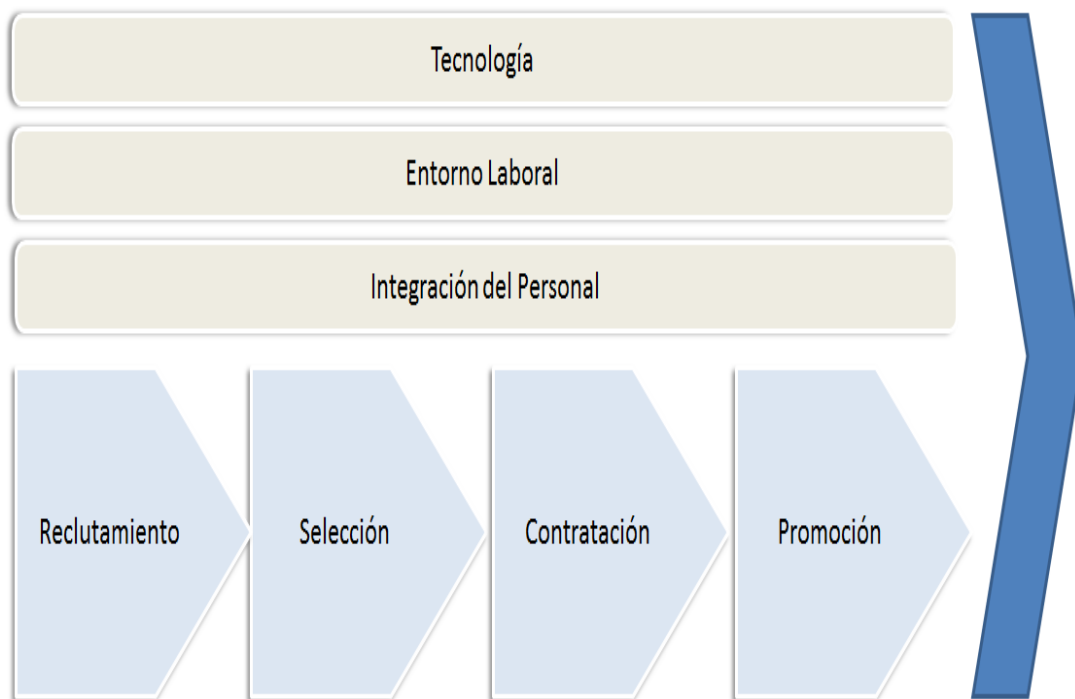 Tecnología
Entorno Laboral
Integración del Personal
Reclutamiento
Selección
Contratación
Promoción